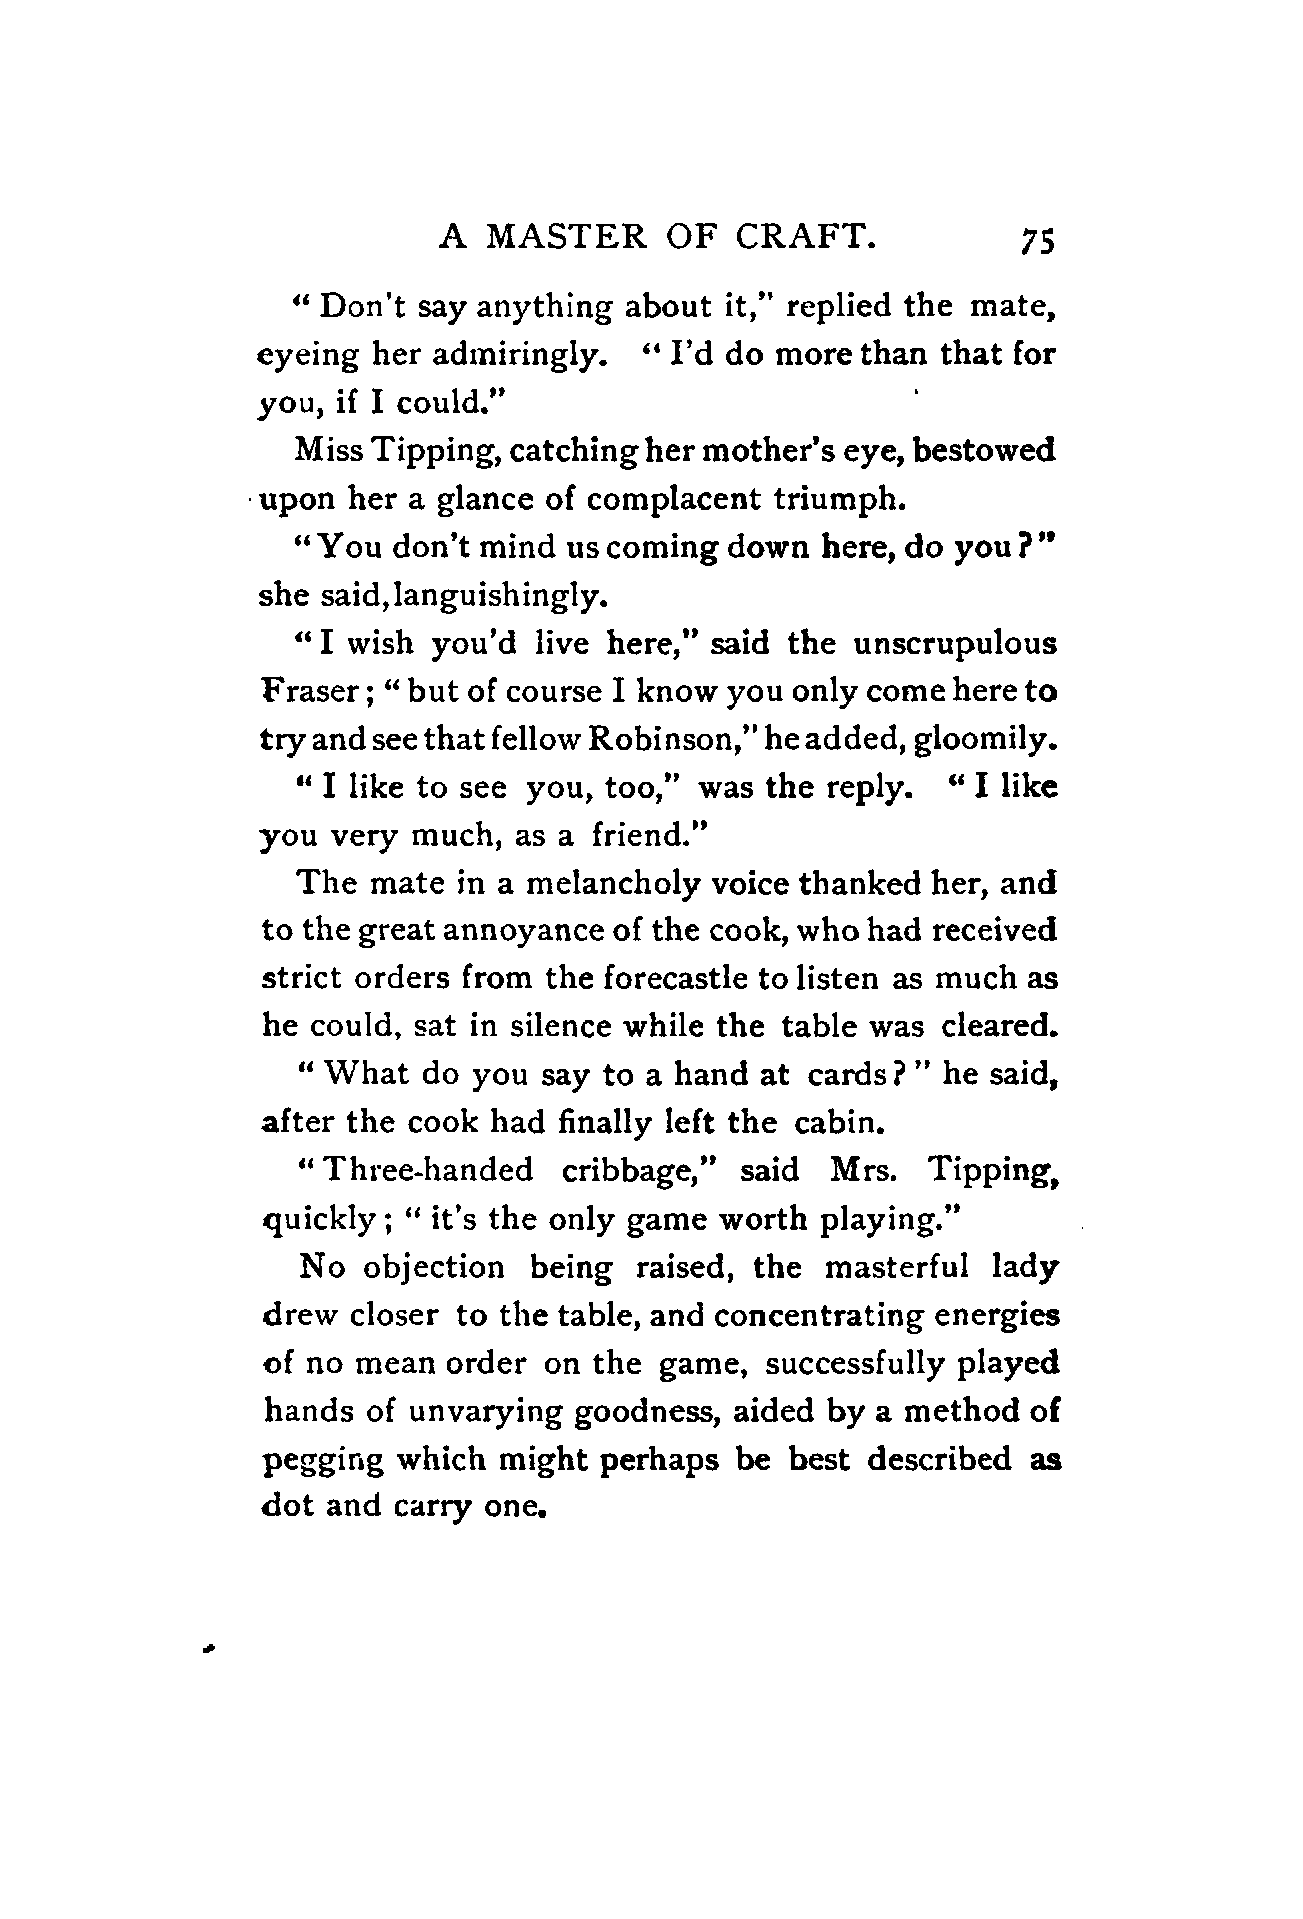 A MASTER OF CRAFT. 75
“ Don't say anything about it,” replied the mate,
eyeing her admiringly. “ I'd do more than that for
you, if I could.”
Miss Tipping, catching her mother's eye, bestowed
upon her a glance of complacent triumph.
“ You don't mind us coming down here, do you ? ”
she said, languishingly.
“ I wish you'd live here,” said the unscrupulous
Fraser ; “ but of course I know you only come here to
try and see that fellow Robinson,” he added, gloomily.
“ I like to see you, too,” was the reply. “ I like
you very much, as a friend.”
The mate in a melancholy voice thanked her, and
to the great annoyance of the cook, who had received
strict orders from the forecastle to listen as much as
he could, sat in silence while the table was cleared.
“ What do you say to a hand at cards ? ” he said,
after the cook had finally left the cabin.
“ Three-handed cribbage,” said Mrs. Tipping,
quickly ; “ it's the only game worth playing.”
No objection being raised, the masterful lady
drew closer to the table, and concentrating energies
of no mean order on the game, successfully played
hands of unvarying goodness, aided by a method of
pegging which might perhaps be best described as
dot and carry one.